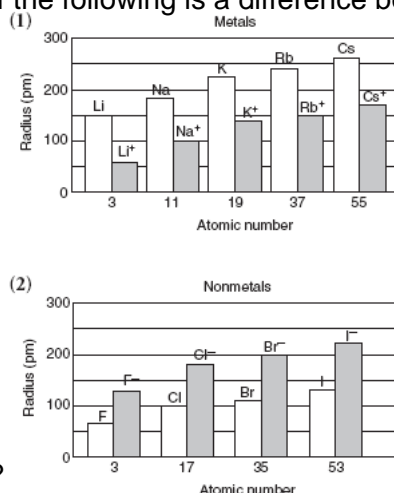 f the following is a difference be
(1)
Metals
Radius (pm)
300
200
100
0
Li
Li+
Na
Na+
K
K+
Rb
Rb+
Cs
Cs+
3 11 19 37 55
Atomic number
(2)
Nonmetals
Radius (pm)
300
200
100
0
F
F–
Cl
Cl–
Br
Br–
I
I–
3 17 35 53
Atomic number
?